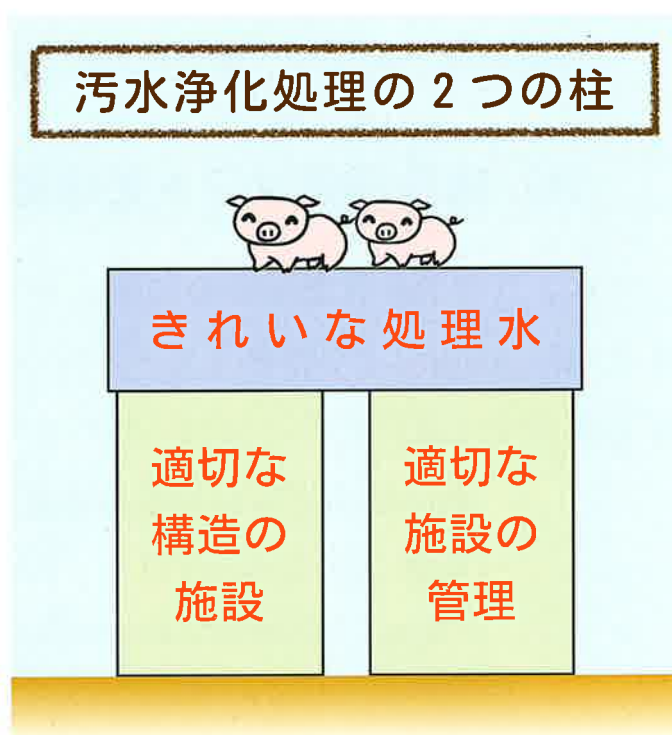 汚水浄化処理の2つの柱
きれいな処理水
適切な
構造の
施設
適切な
施設の
管理